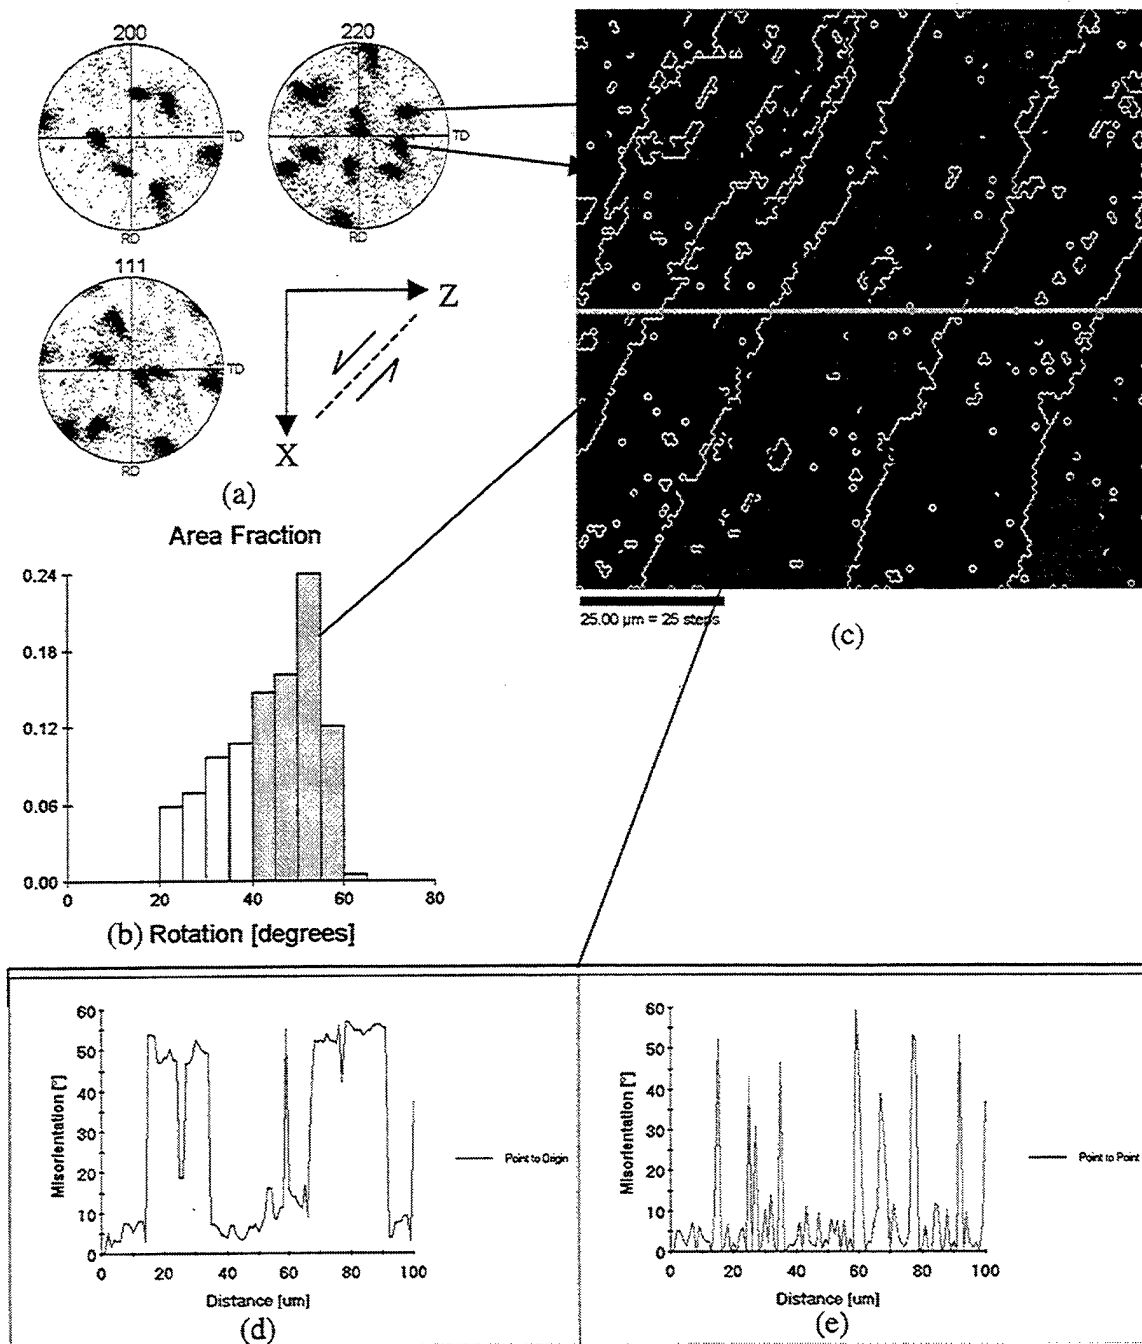 200
220
TD
TD
RD
RD
111
TD
RD
Z
X
(a)
Area Fraction
0.24
0.18
0.12
0.06
0.00
0
20
40
60
80
(b) Rotation [degrees]
25.00 µm = 25 steps
(c)
60
50
40
30
20
10
0
Misorientation [°]
0
20
40
60
80
100
Distance [um]
Point to Origin
(d)
60
50
40
30
20
10
0
Misorientation [°]
0
20
40
60
80
100
Distance [um]
Point to Point
(e)